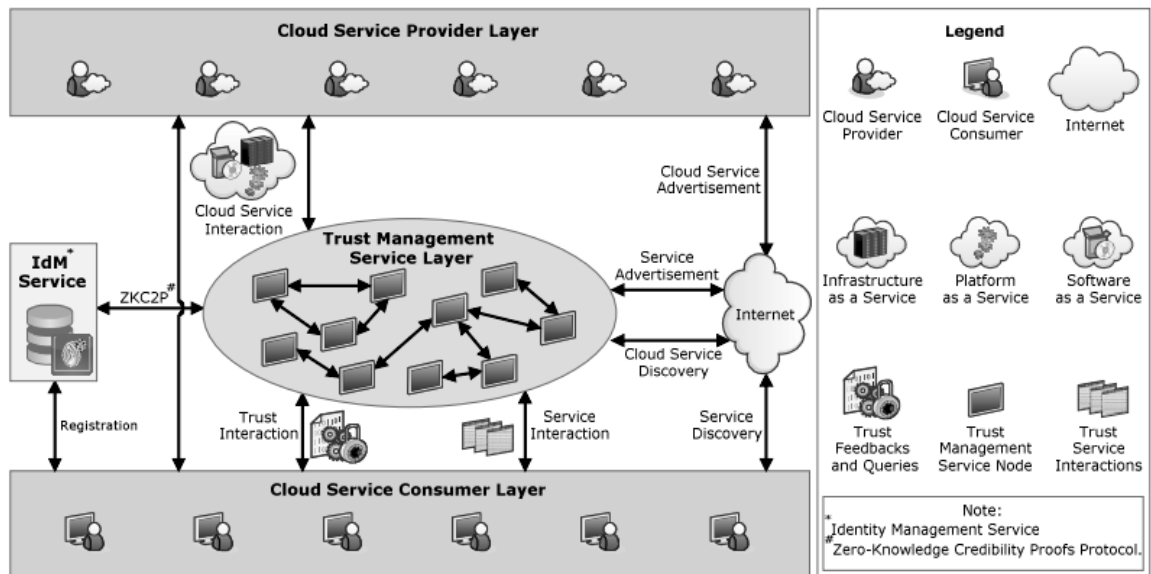 Cloud Service Provider Layer
Cloud Service
Interaction
Cloud Service
Advertisement
Trust Management
Service Layer
IdM*
Service
ZKC2P#
Service
Advertisement
Internet
Cloud Service
Discovery
Registration
Trust
Interaction
Service
Interaction
Service
Discovery
Cloud Service Consumer Layer
Legend
Cloud Service
Provider
Cloud Service
Consumer
Internet
Infrastructure
as a Service
Platform
as a Service
Software
as a Service
Trust
Feedbacks
and Queries
Trust
Management
Service Node
Trust
Service
Interactions
Note:
*Identity Management Service
#Zero-Knowledge Credibility Proofs Protocol.